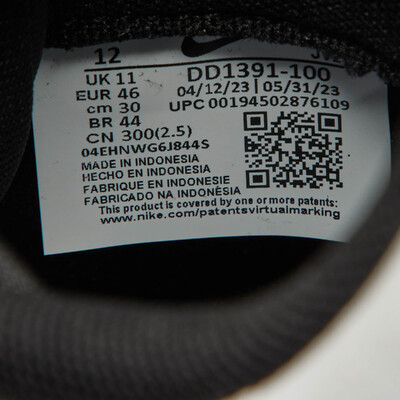 12
UK 11 DD1391-100
EUR 46 04/12/23 | 05/31/23
cm 30 UPC 00194502876109
BR 44
CN 300(2.5)
04EHNWG6J844S
MADE IN INDONESIA
HECHO EN INDONESIA
FABRIQUE EN INDONESIE
FABRICADO NA INDONÈSIA
This product is covered by one or more patents:
www.nike.com/patentsvirtualmarking